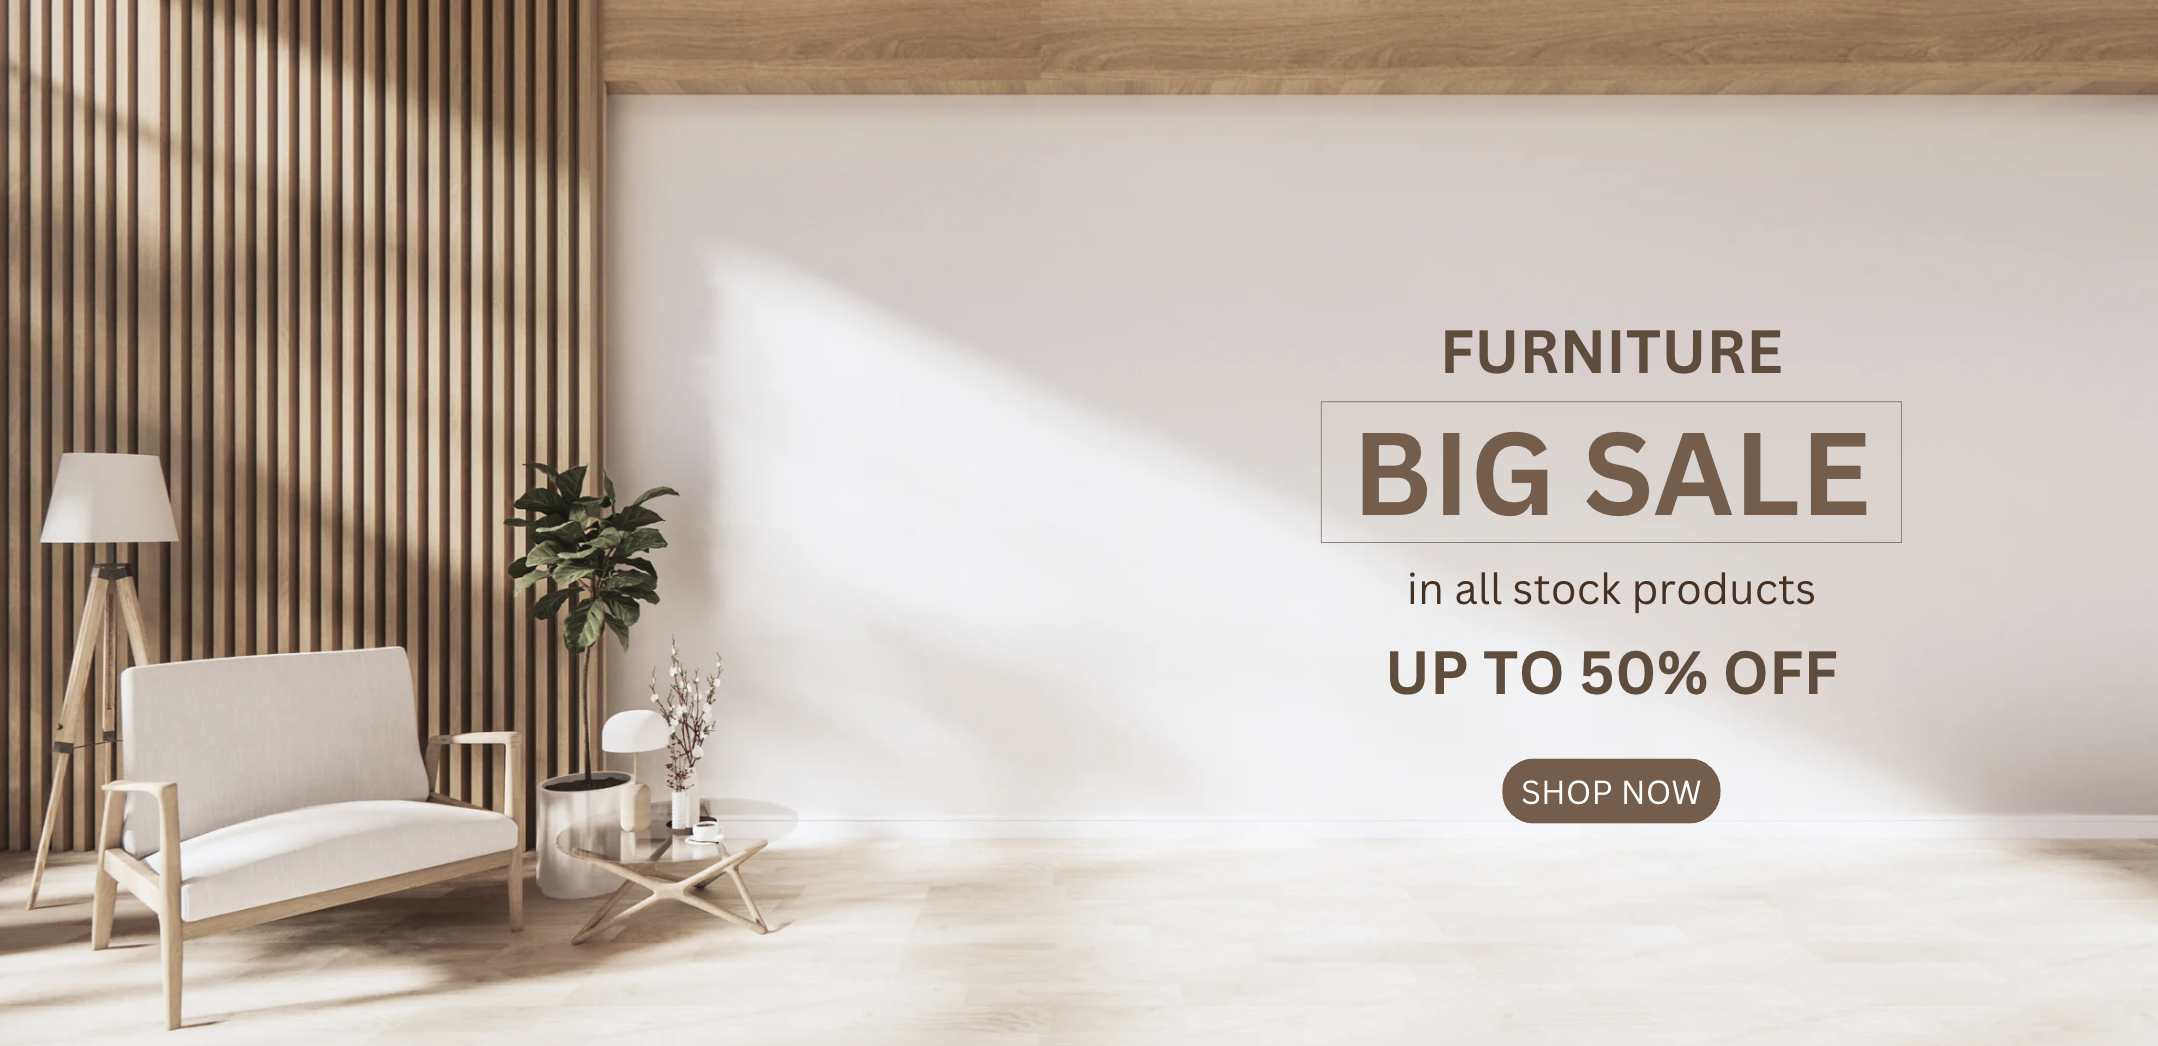 FURNITURE
BIG SALE
in all stock products
UP TO 50% OFF
SHOP NOW